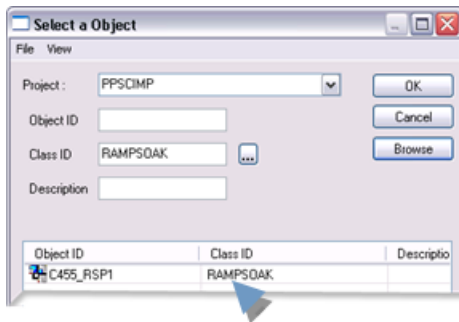 Select a Object
File View
Project : PPSCIMP
OK
Object ID
Cancel
Class ID RAMPSOAK ...
Browse
Description
Object ID Class ID Descriptio
C455_RSP1 RAMPSOAK